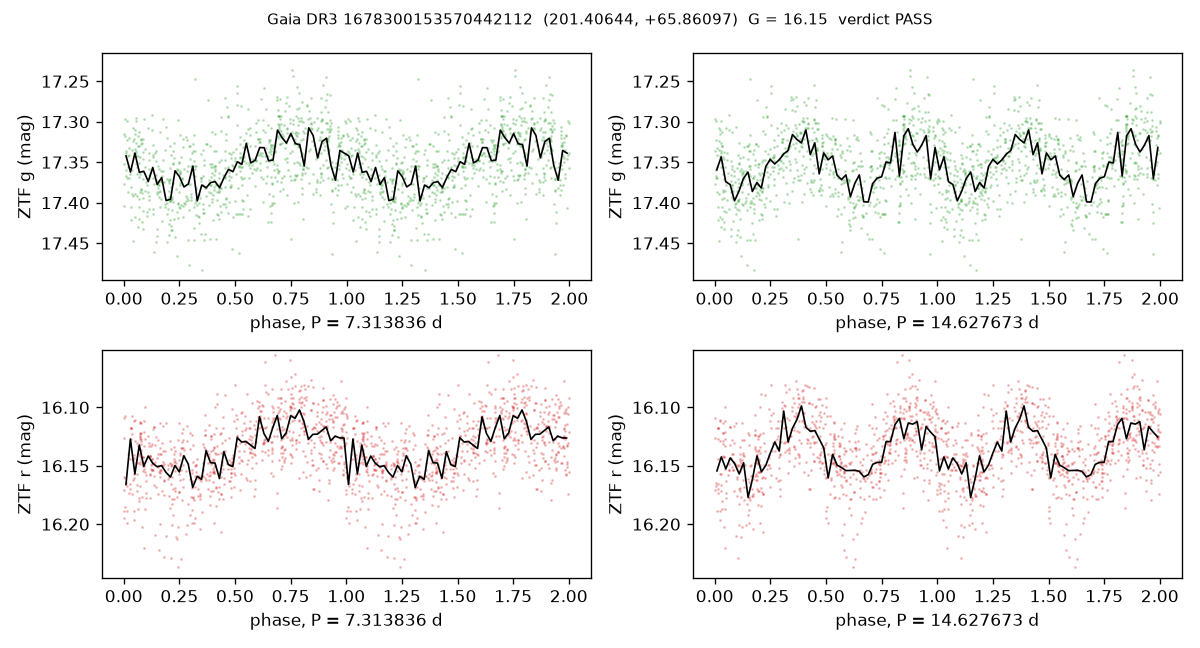 Gaia DR3 1678300153570442112  (201.40644, +65.86097)  G = 16.15  verdict PASS
ZTF g (mag)
17.25
17.30
17.35
17.40
17.45
0.00 0.25 0.50 0.75 1.00 1.25 1.50 1.75 2.00
phase, P = 7.313836 d
ZTF g (mag)
17.25
17.30
17.35
17.40
17.45
0.00 0.25 0.50 0.75 1.00 1.25 1.50 1.75 2.00
phase, P = 14.627673 d
ZTF r (mag)
16.10
16.15
16.20
0.00 0.25 0.50 0.75 1.00 1.25 1.50 1.75 2.00
phase, P = 7.313836 d
ZTF r (mag)
16.10
16.15
16.20
0.00 0.25 0.50 0.75 1.00 1.25 1.50 1.75 2.00
phase, P = 14.627673 d